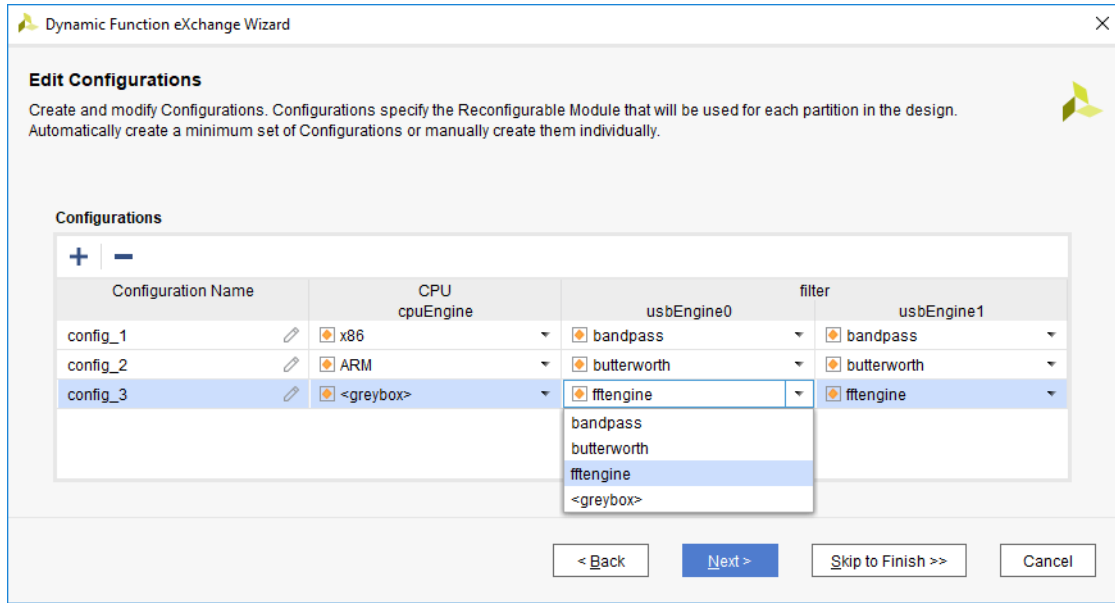 Dynamic Function eXchange Wizard
Edit Configurations
Create and modify Configurations. Configurations specify the Reconfigurable Module that will be used for each partition in the design.
Automatically create a minimum set of Configurations or manually create them individually.
Configurations
Configuration Name CPU filter
cpuEngine usbEngine0 usbEngine1
config_1 x86 bandpass bandpass
config_2 ARM butterworth butterworth
config_3 <greybox> fftengine fftengine
bandpass
butterworth
fftengine
<greybox>
< Back Next > Skip to Finish >> Cancel